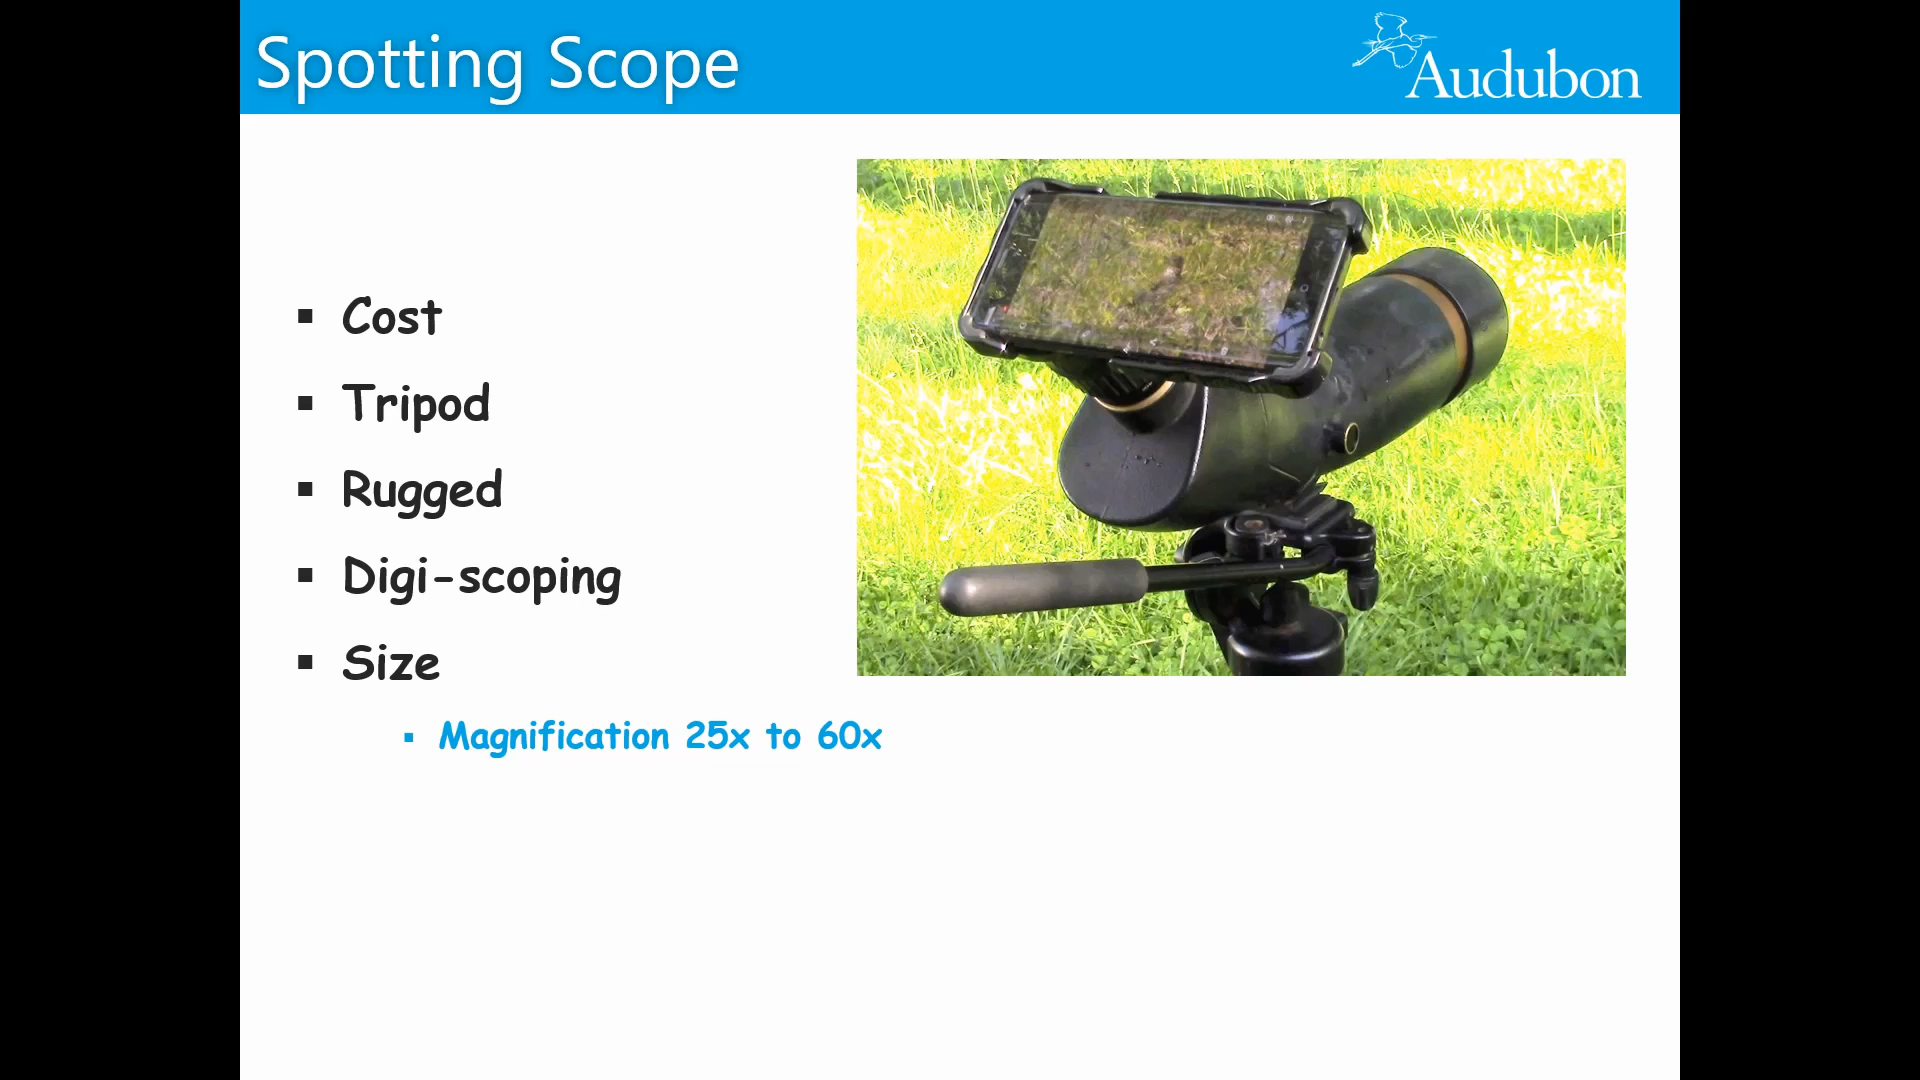 Spotting Scope
Audubon
Cost
Tripod
Rugged
Digi-scoping
Size
Magnification 25x to 60x